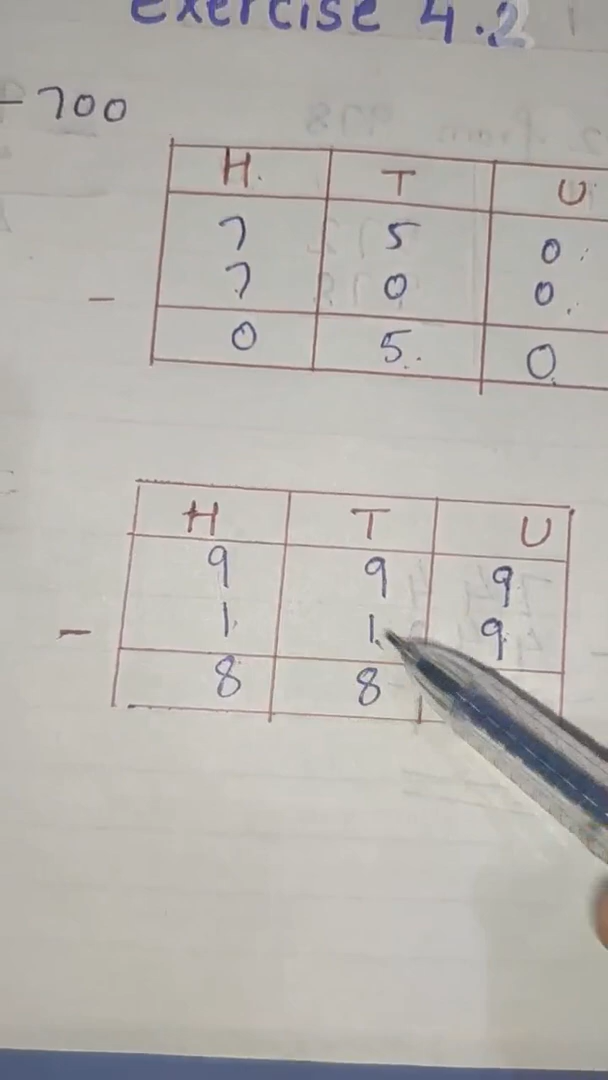 Exercise 4.2
- 700
H. T U
7 5 0
- 7 0 0
0 5 0
H T U
9 9 9
- 1 1 9
8 8